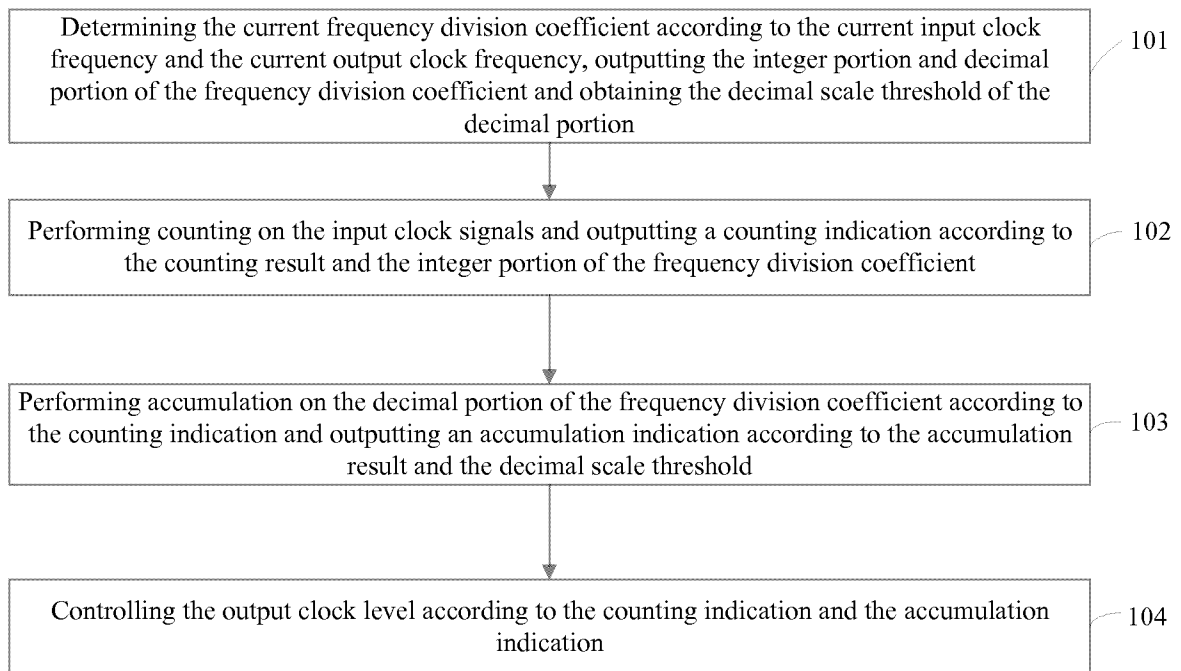 Determining the current frequency division coefficient according to the current input clock
frequency and the current output clock frequency, outputting the integer portion and decimal
portion of the frequency division coefficient and obtaining the decimal scale threshold of the
decimal portion
101
Performing counting on the input clock signals and outputting a counting indication according to
the counting result and the integer portion of the frequency division coefficient
102
Performing accumulation on the decimal portion of the frequency division coefficient according to
the counting indication and outputting an accumulation indication according to the accumulation
result and the decimal scale threshold
103
Controlling the output clock level according to the counting indication and the accumulation
indication
104